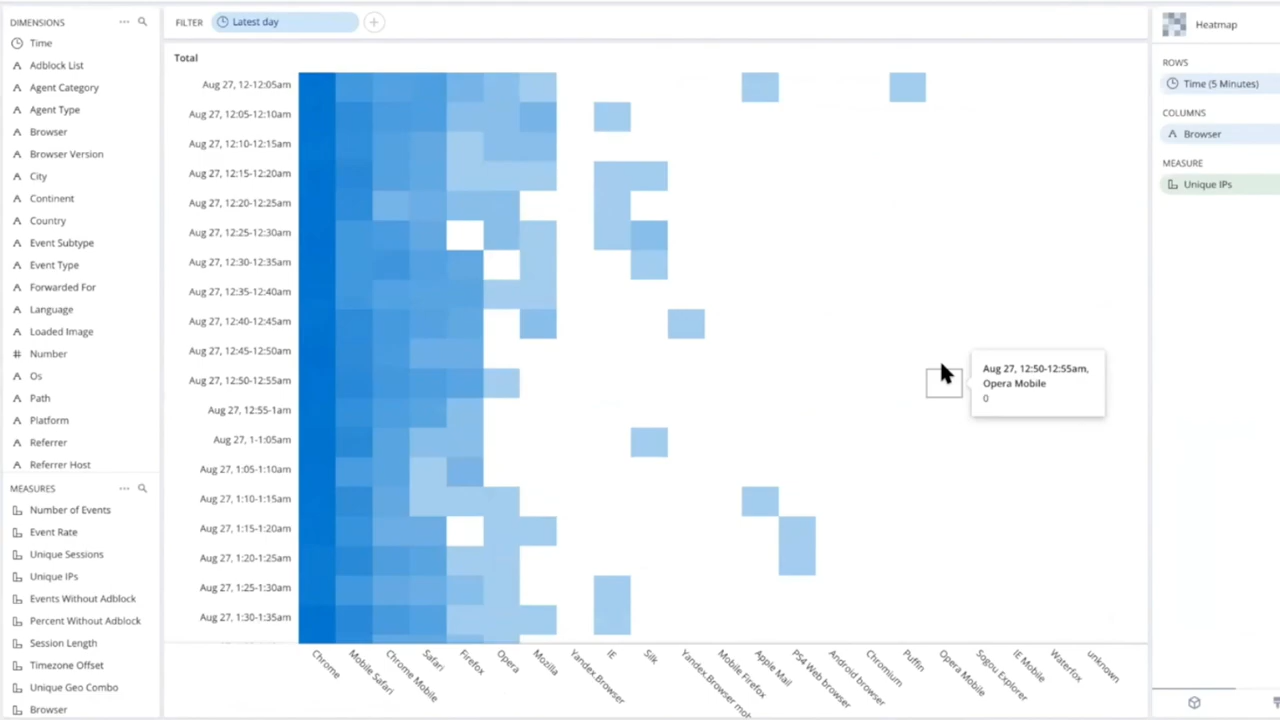 DIMENSIONS
Time
Adblock List
Agent Category
Agent Type
Browser
Browser Version
City
Continent
Country
Event Subtype
Event Type
Forwarded For
Language
Loaded Image
Number
Os
Path
Platform
Referrer
Referrer Host
MEASURES
Number of Events
Event Rate
Unique Sessions
Unique IPs
Events Without Adblock
Percent Without Adblock
Session Length
Timezone Offset
Unique Geo Combo
Browser
FILTER
Latest day
Total
Aug 27, 12-12:05am
Aug 27, 12:05-12:10am
Aug 27, 12:10-12:15am
Aug 27, 12:15-12:20am
Aug 27, 12:20-12:25am
Aug 27, 12:25-12:30am
Aug 27, 12:30-12:35am
Aug 27, 12:35-12:40am
Aug 27, 12:40-12:45am
Aug 27, 12:45-12:50am
Aug 27, 12:50-12:55am
Aug 27, 12:55-1am
Aug 27, 1-1:05am
Aug 27, 1:05-1:10am
Aug 27, 1:10-1:15am
Aug 27, 1:15-1:20am
Aug 27, 1:20-1:25am
Aug 27, 1:25-1:30am
Aug 27, 1:30-1:35am
Aug 27, 12:50-12:55am,
Opera Mobile
0
Chrome
Mobile Safari
Chrome Mobile
Safari
Firefox
Opera
Mozilla
Yandex.Browser
IE
Silk
Yandex.Browser mob
Mobile Firefox
Apple Mail
PS4 Web browser
Android browser
Chromium
Puffin
Opera Mobile
Sogou Explorer
IE Mobile
Waterfox
unknown
Heatmap
ROWS
Time (5 Minutes)
COLUMNS
Browser
MEASURE
Unique IPs